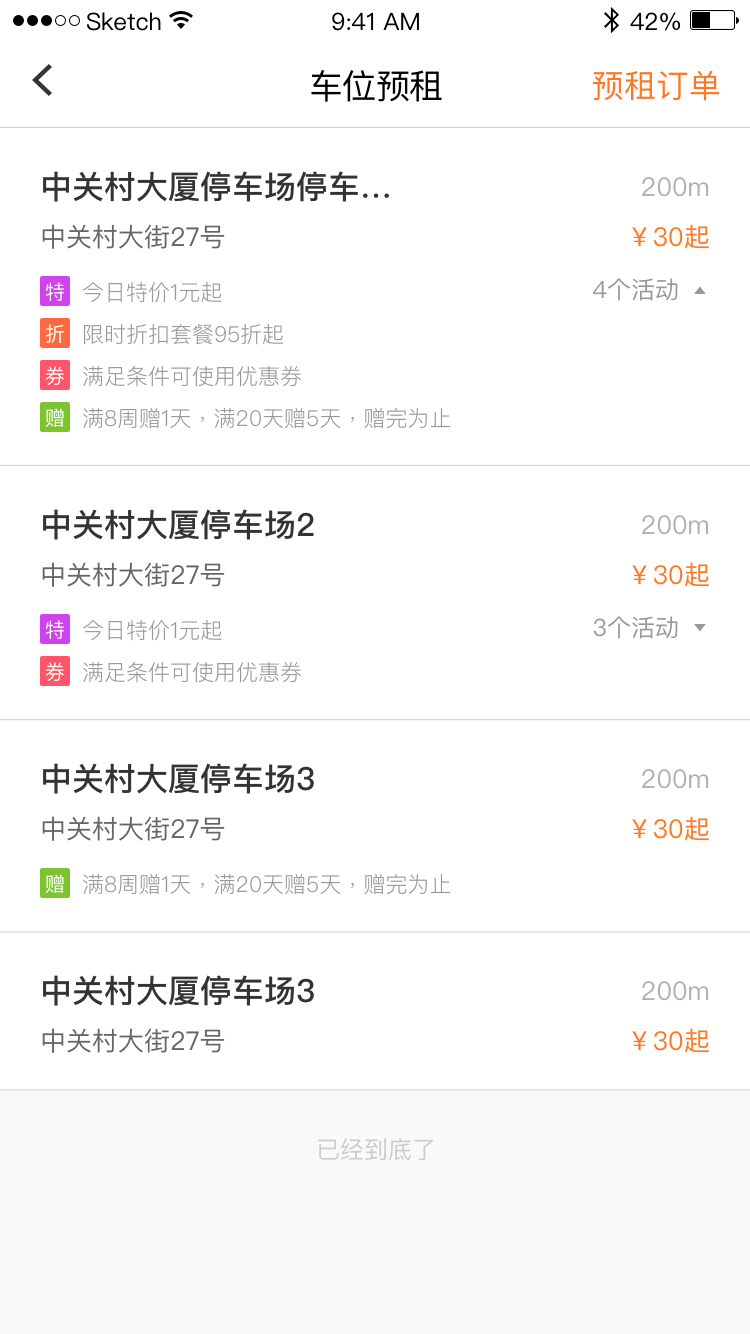 Sketch 9:41 AM 42%
车位预租 预租订单
中关村大厦停车场停车... 200m
中关村大街27号 ￥30起
特 今日特价1元起 4个活动
折 限时折扣套餐95折起
券 满足条件可使用优惠券
赠 满8周赠1天，满20天赠5天，赠完为止
中关村大厦停车场2 200m
中关村大街27号 ￥30起
特 今日特价1元起 3个活动
券 满足条件可使用优惠券
中关村大厦停车场3 200m
中关村大街27号 ￥30起
赠 满8周赠1天，满20天赠5天，赠完为止
中关村大厦停车场3 200m
中关村大街27号 ￥30起
已经到底了